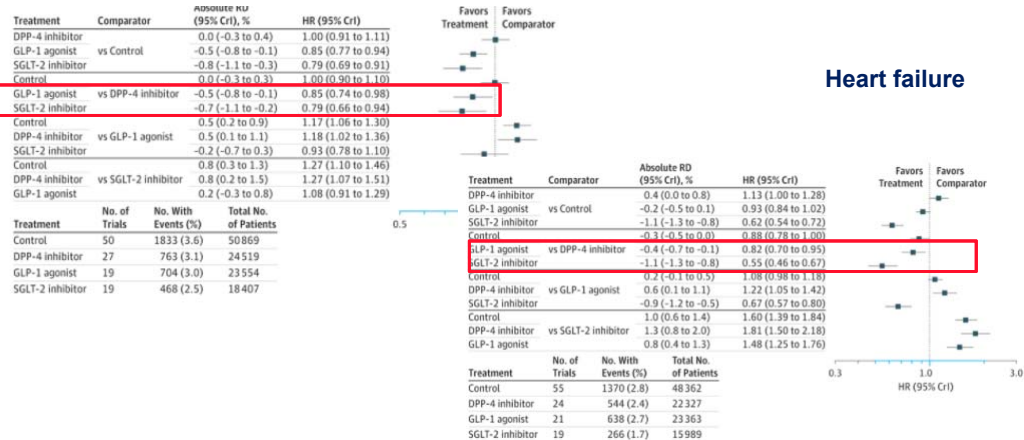 Absolute RD Favors Favors
Treatment Comparator (95% CrI), % HR (95% CrI) Treatment Comparator
DPP-4 inhibitor 0.0 (−0.3 to 0.4) 1.00 (0.91 to 1.11)
GLP-1 agonist vs Control -0.5 (-0.8 to -0.1) 0.85 (0.77 to 0.94)
SGLT-2 inhibitor -0.8 (-1.1 to -0.3) 0.79 (0.69 to 0.91)
Control 0.0 (-0.3 to 0.3) 1.00 (0.90 to 1.10)
GLP-1 agonist vs DPP-4 inhibitor -0.5 (-0.8 to -0.1) 0.85 (0.74 to 0.98)
SGLT-2 inhibitor -0.7 (-1.1 to -0.2) 0.79 (0.66 to 0.94)
Control 0.5 (0.2 to 0.9) 1.17 (1.06 to 1.30)
DPP-4 inhibitor vs GLP-1 agonist 0.5 (0.1 to 1.1) 1.18 (1.02 to 1.36)
SGLT-2 inhibitor -0.2 (-0.7 to 0.3) 0.93 (0.78 to 1.10)
Control 0.8 (0.3 to 1.3) 1.27 (1.10 to 1.46)
DPP-4 inhibitor vs SGLT-2 inhibitor 0.8 (0.2 to 1.5) 1.27 (1.07 to 1.51)
GLP-1 agonist 0.2 (-0.3 to 0.8) 1.08 (0.91 to 1.29)
0.5
No. of No. With Total No.
Treatment Trials Events (%) of Patients
Control 50 1833 (3.6) 50869
DPP-4 inhibitor 27 763 (3.1) 24519
GLP-1 agonist 19 704 (3.0) 23554
SGLT-2 inhibitor 19 468 (2.5) 18407
Heart failure
Absolute RD Favors Favors
Treatment Comparator (95% CrI), % HR (95% CrI) Treatment Comparator
DPP-4 inhibitor 0.4 (0.0 to 0.8) 1.13 (1.00 to 1.28)
GLP-1 agonist vs Control -0.2 (-0.5 to 0.1) 0.93 (0.84 to 1.02)
SGLT-2 inhibitor -1.1 (-1.3 to -0.8) 0.62 (0.54 to 0.72)
Control -0.3 (-0.5 to 0.0) 0.88 (0.78 to 1.00)
GLP-1 agonist vs DPP-4 inhibitor -0.4 (-0.7 to -0.1) 0.82 (0.70 to 0.95)
SGLT-2 inhibitor -1.1 (-1.3 to -0.8) 0.55 (0.46 to 0.67)
Control 0.2 (-0.1 to 0.5) 1.08 (0.98 to 1.18)
DPP-4 inhibitor vs GLP-1 agonist 0.6 (0.1 to 1.1) 1.22 (1.05 to 1.42)
SGLT-2 inhibitor -0.9 (-1.2 to -0.5) 0.67 (0.57 to 0.80)
Control 1.0 (0.6 to 1.4) 1.60 (1.39 to 1.84)
DPP-4 inhibitor vs SGLT-2 inhibitor 1.3 (0.8 to 2.0) 1.81 (1.50 to 2.18)
GLP-1 agonist 0.8 (0.4 to 1.3) 1.48 (1.25 to 1.76)
0.3 1.0 3.0
HR (95% CrI)
No. of No. With Total No.
Treatment Trials Events (%) of Patients
Control 55 1370 (2.8) 48362
DPP-4 inhibitor 24 544 (2.4) 22327
GLP-1 agonist 21 638 (2.7) 23363
SGLT-2 inhibitor 19 266 (1.7) 15989